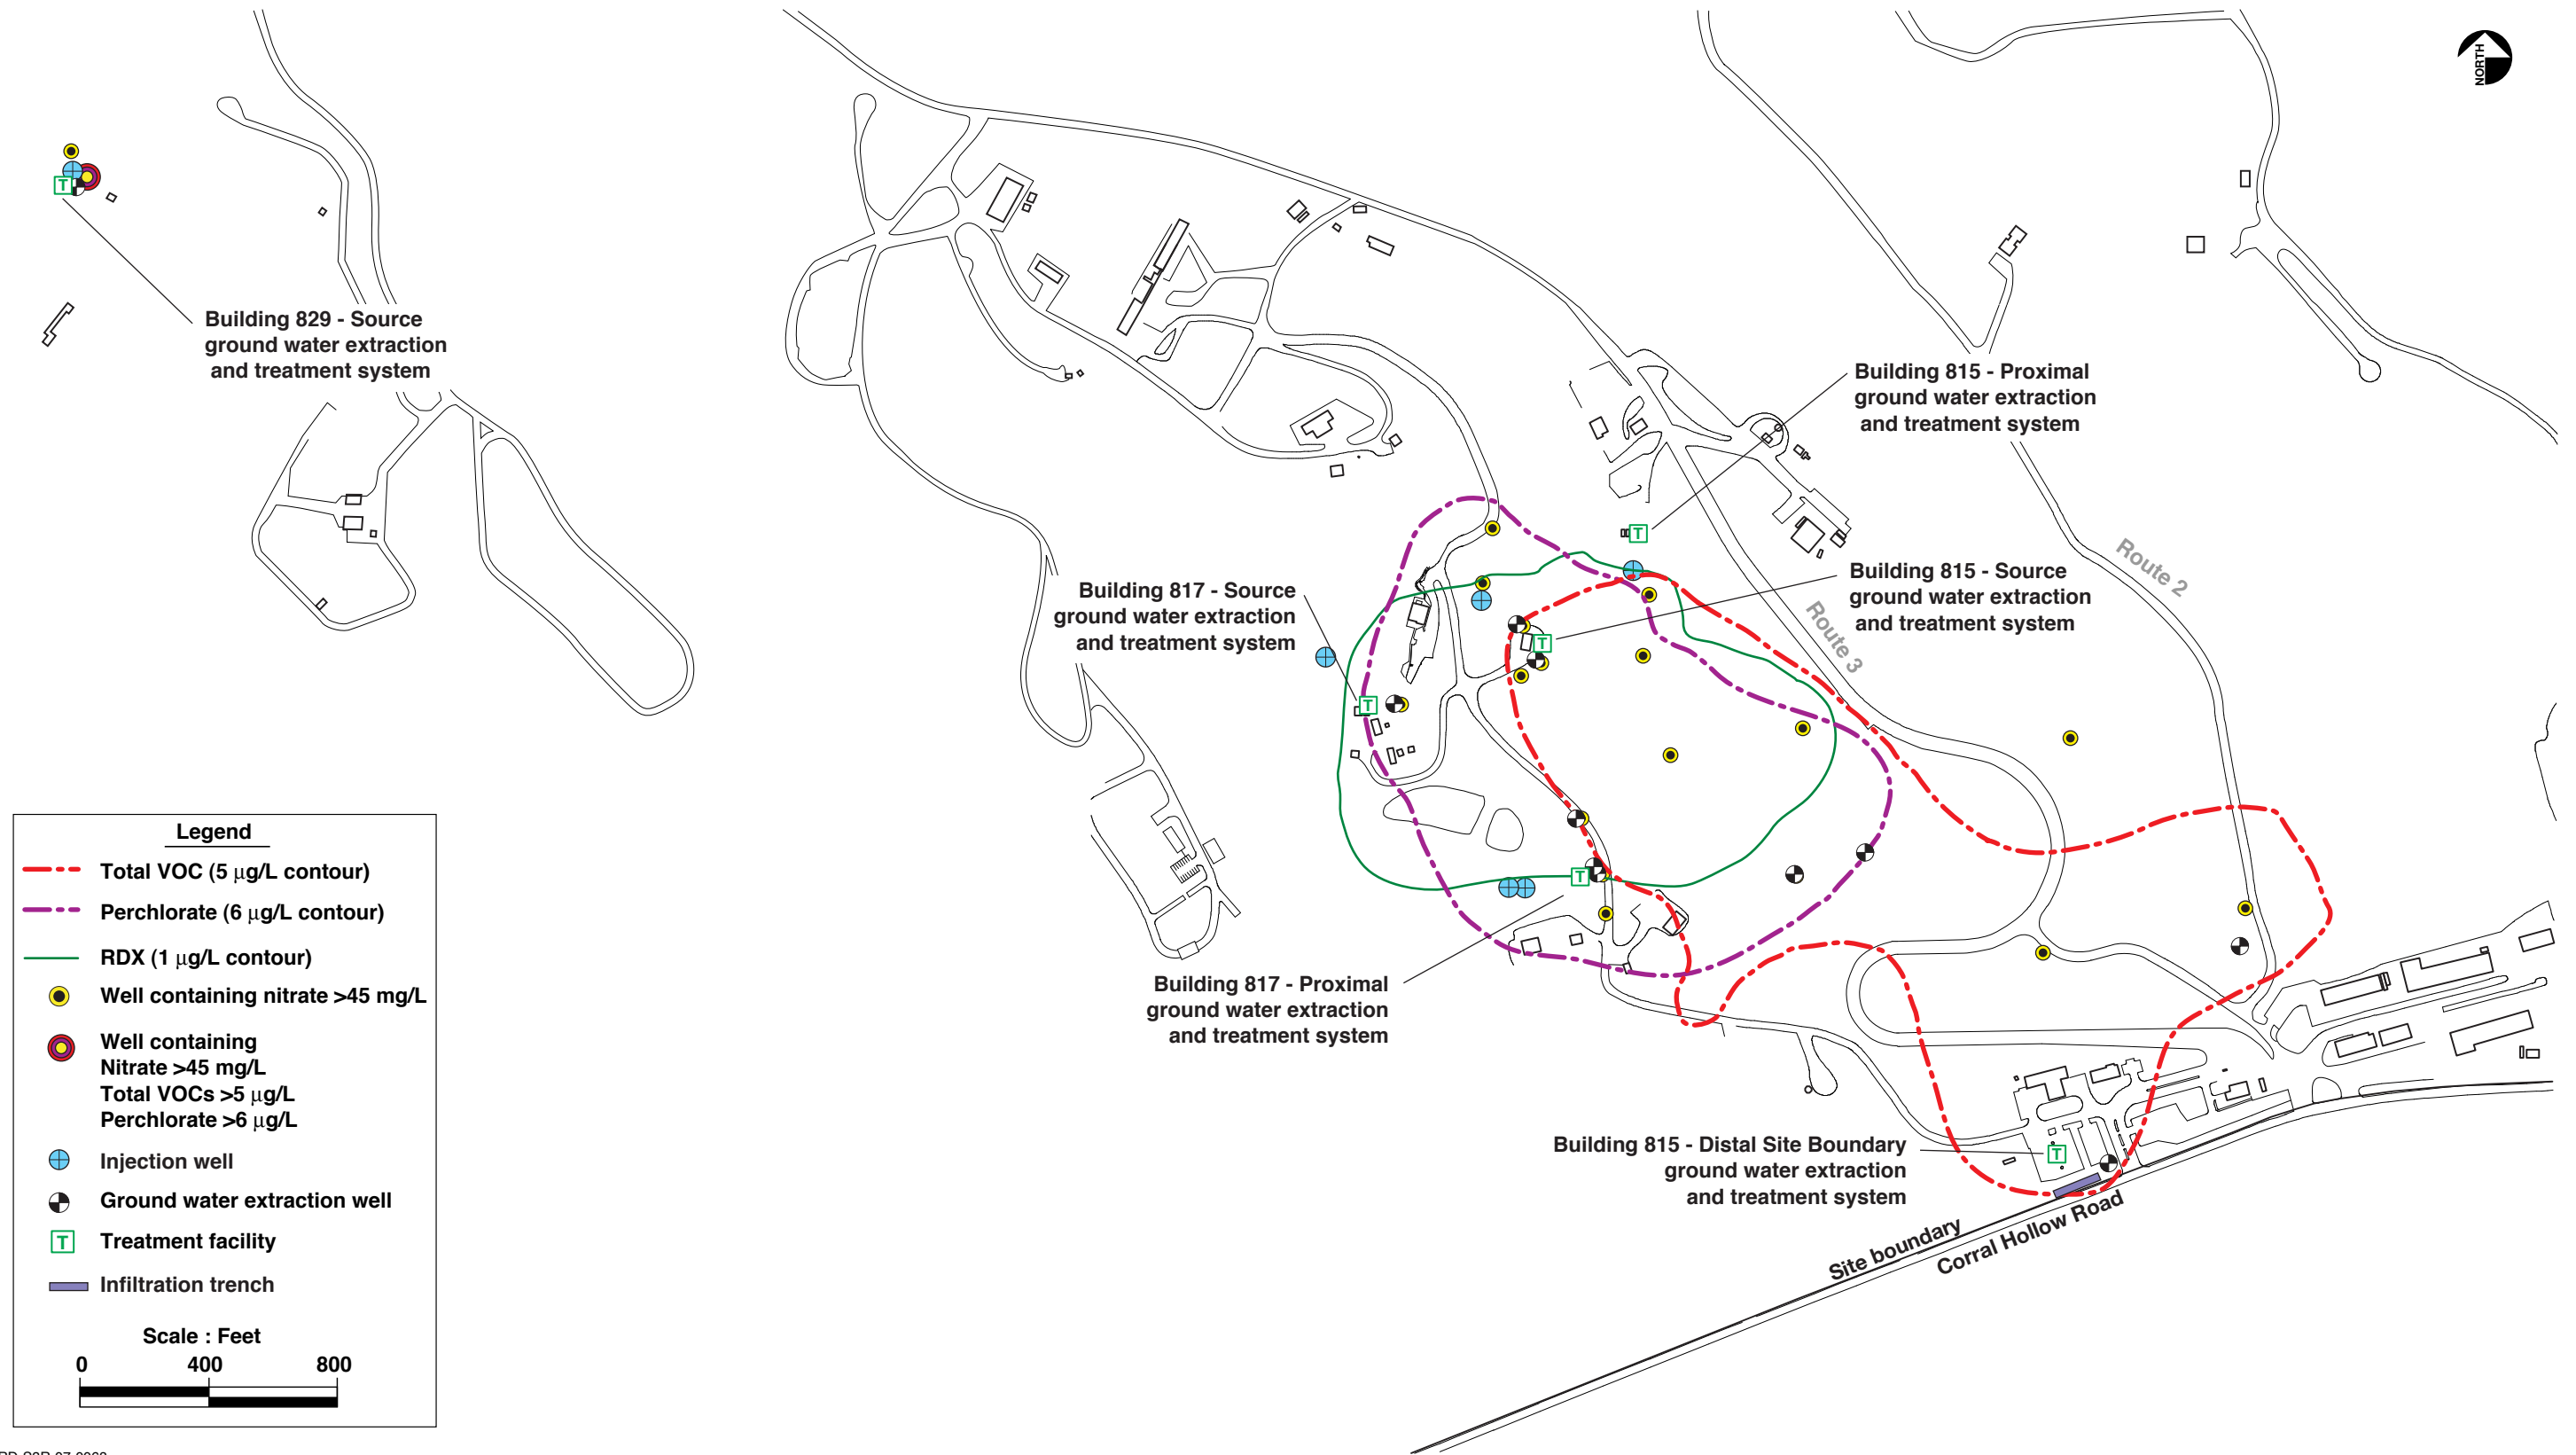 NORTH
Building 829 - Source
ground water extraction
and treatment system
Building 815 - Proximal
ground water extraction
and treatment system
Route 2
Building 817 - Source
ground water extraction
and treatment system
Building 815 - Source
ground water extraction
and treatment system
Route 3
T
T
T
T
T
T
Building 817 - Proximal
ground water extraction
and treatment system
Building 815 - Distal Site Boundary
ground water extraction
and treatment system
Site boundary
Corral Hollow Road
Legend
Total VOC (5 µg/L contour)
Perchlorate (6 µg/L contour)
RDX (1 µg/L contour)
Well containing nitrate >45 mg/L
Well containing
Nitrate >45 mg/L
Total VOCs >5 µg/L
Perchlorate >6 µg/L
Injection well
Ground water extraction well
T Treatment facility
Infiltration trench
Scale : Feet
0 400 800